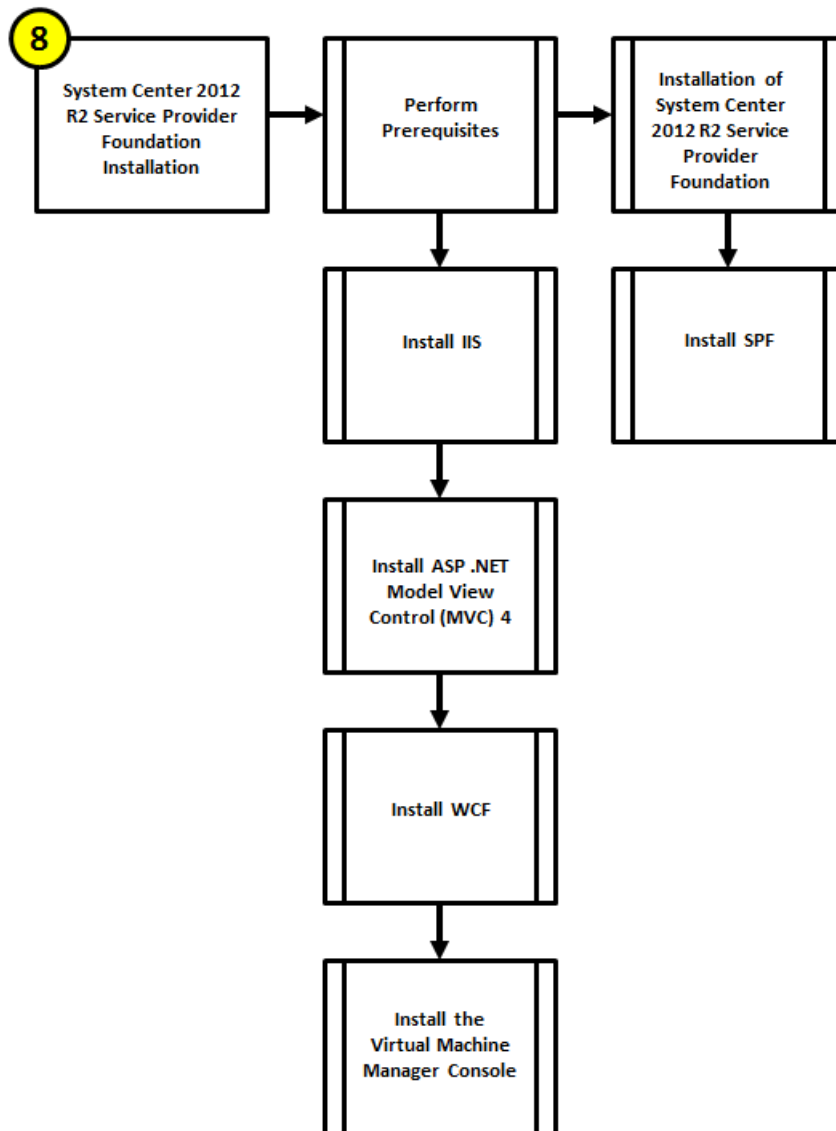 8
System Center 2012
R2 Service Provider
Foundation
Installation
Perform
Prerequisites
Installation of
System Center
2012 R2 Service
Provider
Foundation
Install IIS
Install SPF
Install ASP .NET
Model View
Control (MVC) 4
Install WCF
Install the
Virtual Machine
Manager Console